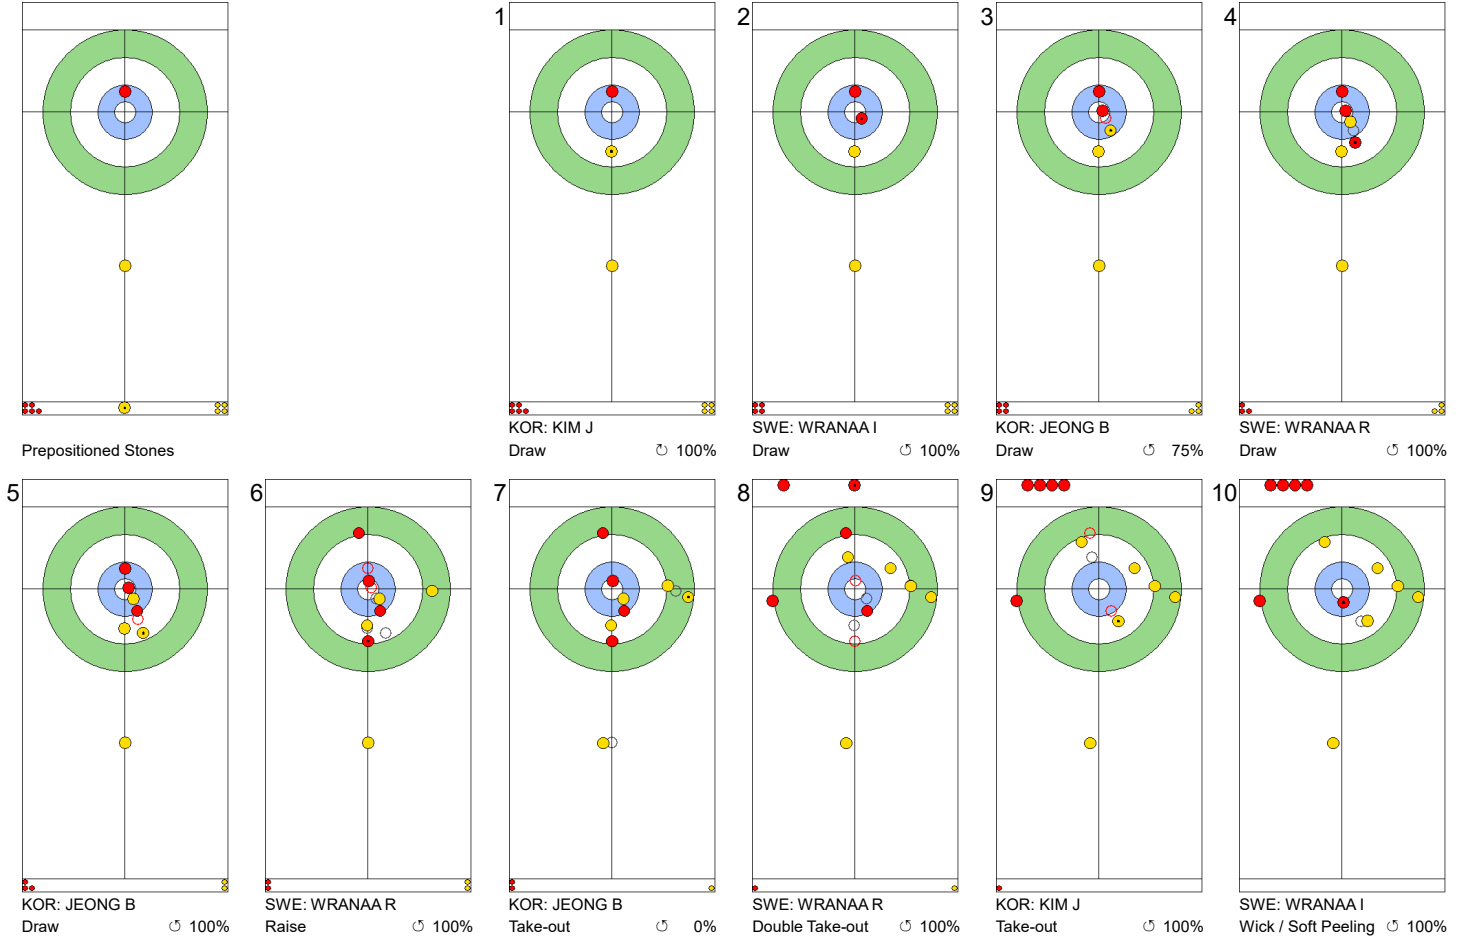 Prepositioned Stones
1
KOR: KIM J
Draw ↻ 100%
2
SWE: WRANAA I
Draw ↺ 100%
3
KOR: JEONG B
Draw ↺ 75%
4
SWE: WRANAA R
Draw ↺ 100%
5
KOR: JEONG B
Draw ↺ 100%
6
SWE: WRANAA R
Raise ↺ 100%
7
KOR: JEONG B
Take-out ↺ 0%
8
SWE: WRANAA R
Double Take-out ↺ 100%
9
KOR: KIM J
Take-out ↺ 100%
10
SWE: WRANAA I
Wick / Soft Peeling ↺ 100%